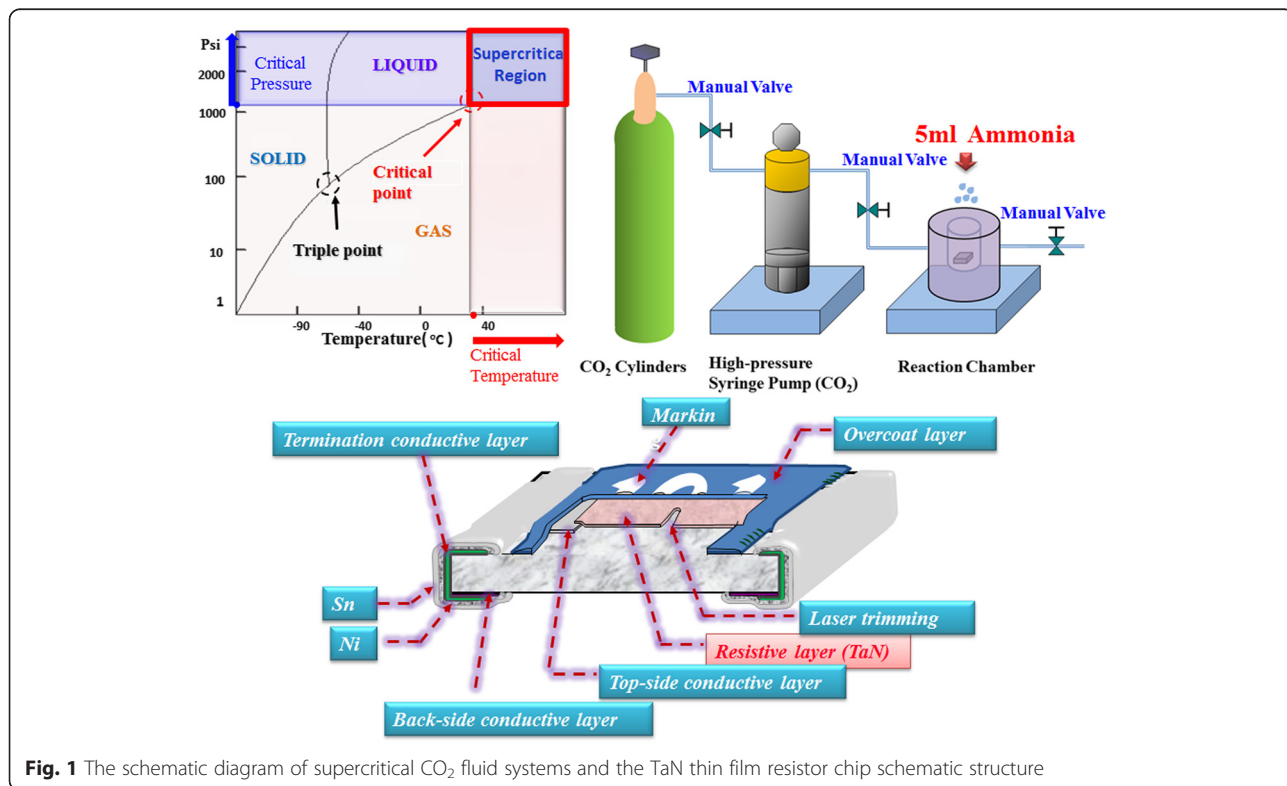 Psi
Critical
Pressure
LIQUID
Supercritica
Region
2000
1000
100
10
1
SOLID
Critical
point
GAS
Triple point
-90
-40
0
40
Temperature( °C )
Critical
Temperature
Manual Valve
Manual Valve
5ml Ammonia
Manual Valve
CO2 Cylinders
High-pressure
Syringe Pump (CO2)
Reaction Chamber
Markin
Termination conductive layer
Overcoat layer
Sn
Ni
Laser trimming
Resistive layer (TaN)
Top-side conductive layer
Back-side conductive layer
Fig. 1 The schematic diagram of supercritical CO2 fluid systems and the TaN thin film resistor chip schematic structure